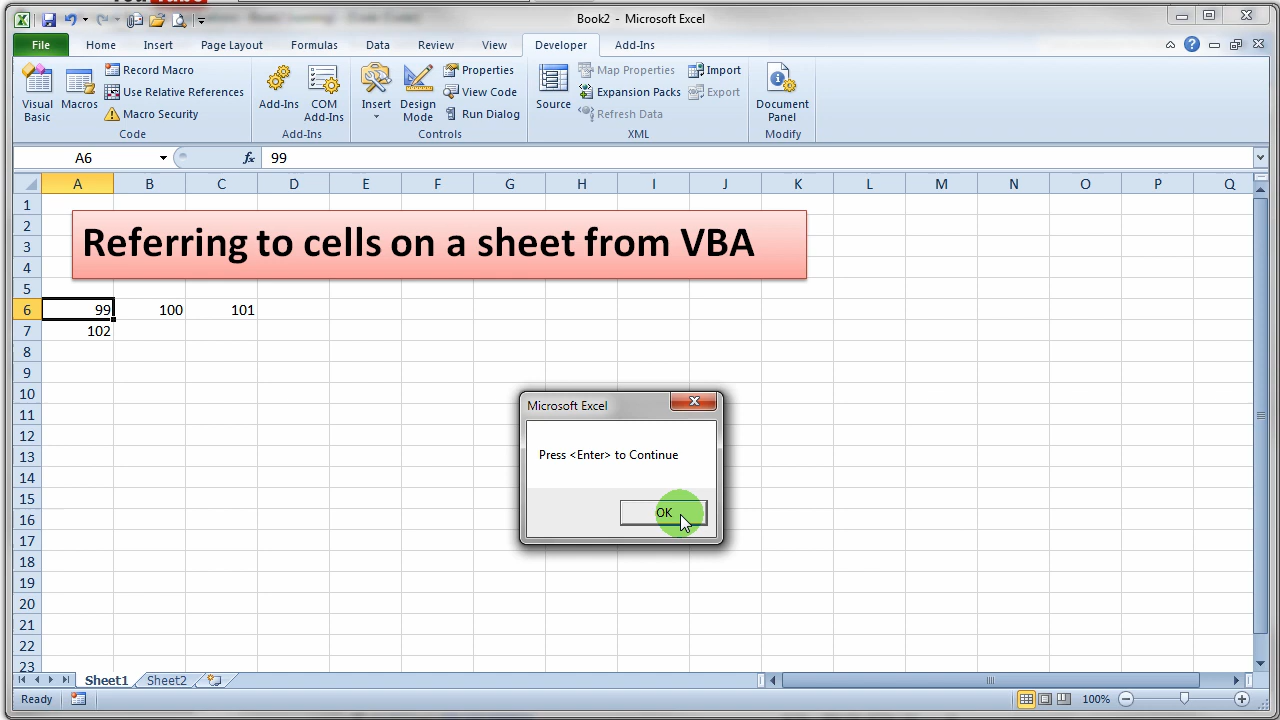 Book2 - Microsoft Excel
File Home Insert Page Layout Formulas Data Review View Developer Add-Ins
Visual Basic
Macros
Record Macro
Use Relative References
Macro Security
Code
Add-Ins
COM Add-Ins
Add-Ins
Insert
Design Mode
Properties
View Code
Run Dialog
Controls
Source
Map Properties
Expansion Packs
Refresh Data
Import
Export
XML
Document Panel
Modify
A6 fx 99
A B C D E F G H I J K L M N O P Q
1
2
Referring to cells on a sheet from VBA
3
4
5
6 99 100 101
7 102
8
9
10
11
12
13
14
15
16
17
18
19
20
21
22
23
Microsoft Excel
Press <Enter> to Continue
OK
Sheet1 Sheet2
Ready 100%